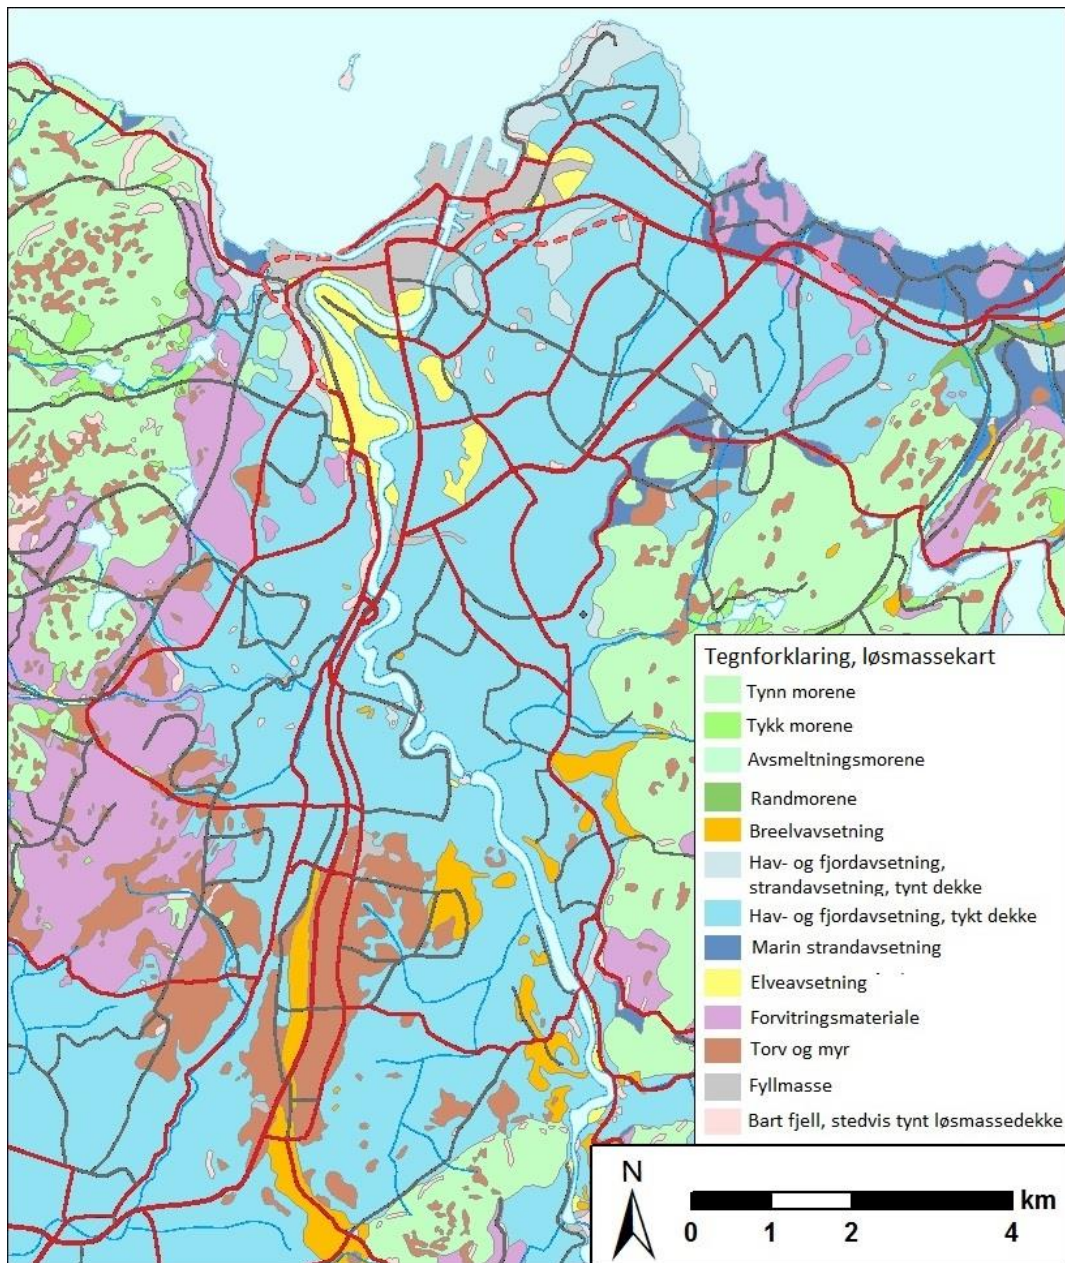 Tegnforklaring, løsmassekart
Tynn morene
Tykk morene
Avsmeltningsmorene
Randmorene
Breelvavsetning
Hav- og fjordavsetning,
strandavsetning, tynt dekke
Hav- og fjordavsetning, tykt dekke
Marin strandavsetning
Elveavsetning
Forvitringsmateriale
Torv og myr
Fyllmasse
Bart fjell, stedvis tynt løsmassedekke
N
km
0 1 2 4